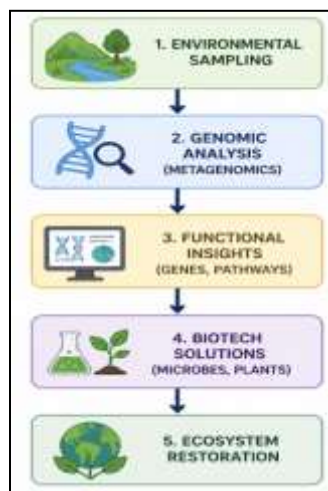 1. ENVIRONMENTAL
SAMPLING
2. GENOMIC
ANALYSIS
(METAGENOMICS)
3. FUNCTIONAL
INSIGHTS
(GENES, PATHWAYS)
4. BIOTECH
SOLUTIONS
(MICROBES, PLANTS)
5. ECOSYSTEM
RESTORATION